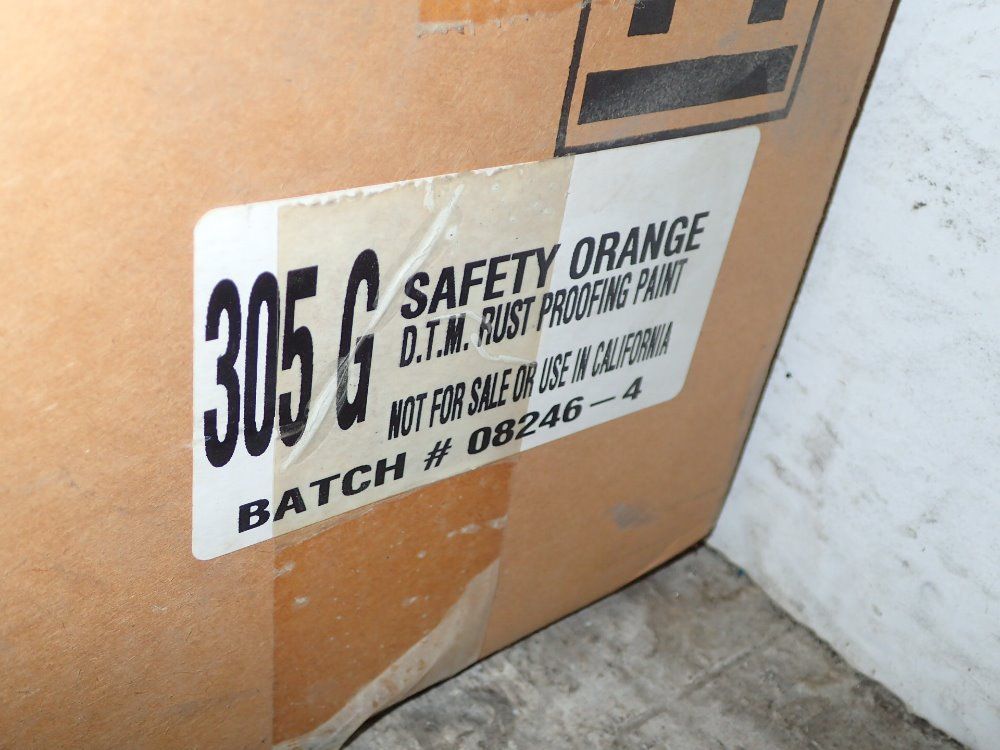 305 G
SAFETY ORANGE
D.T.M. RUST PROOFING PAINT
NOT FOR SALE OR USE IN CALIFORNIA
BATCH # 08246-4